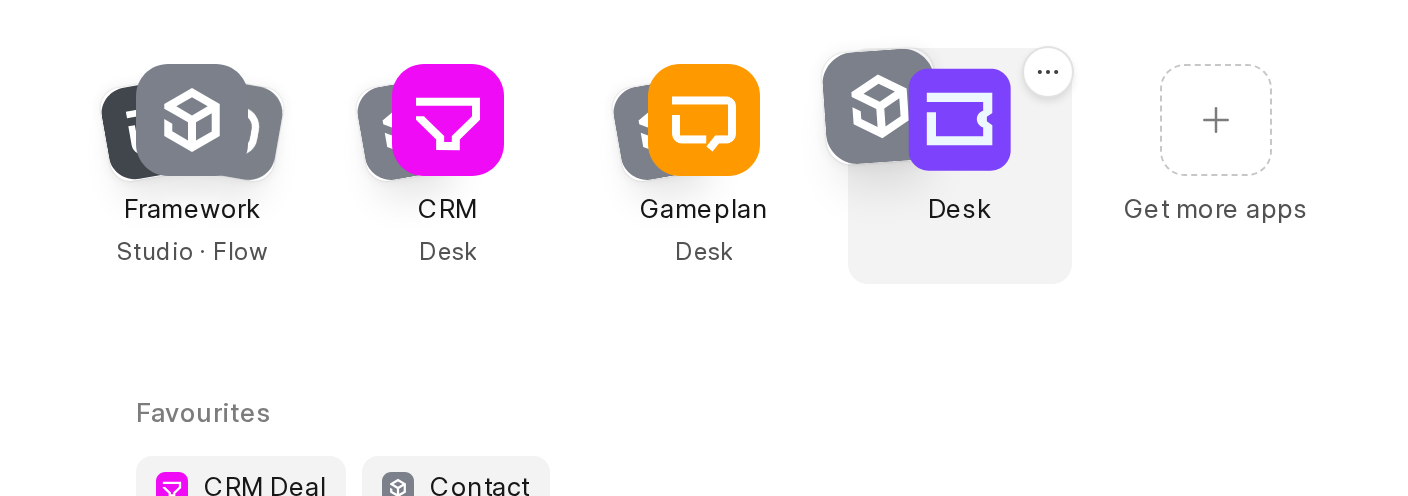 Framework
Studio · Flow
CRM
Desk
Gameplan
Desk
Desk
Get more apps
Favourites
CRM Deal
Contact